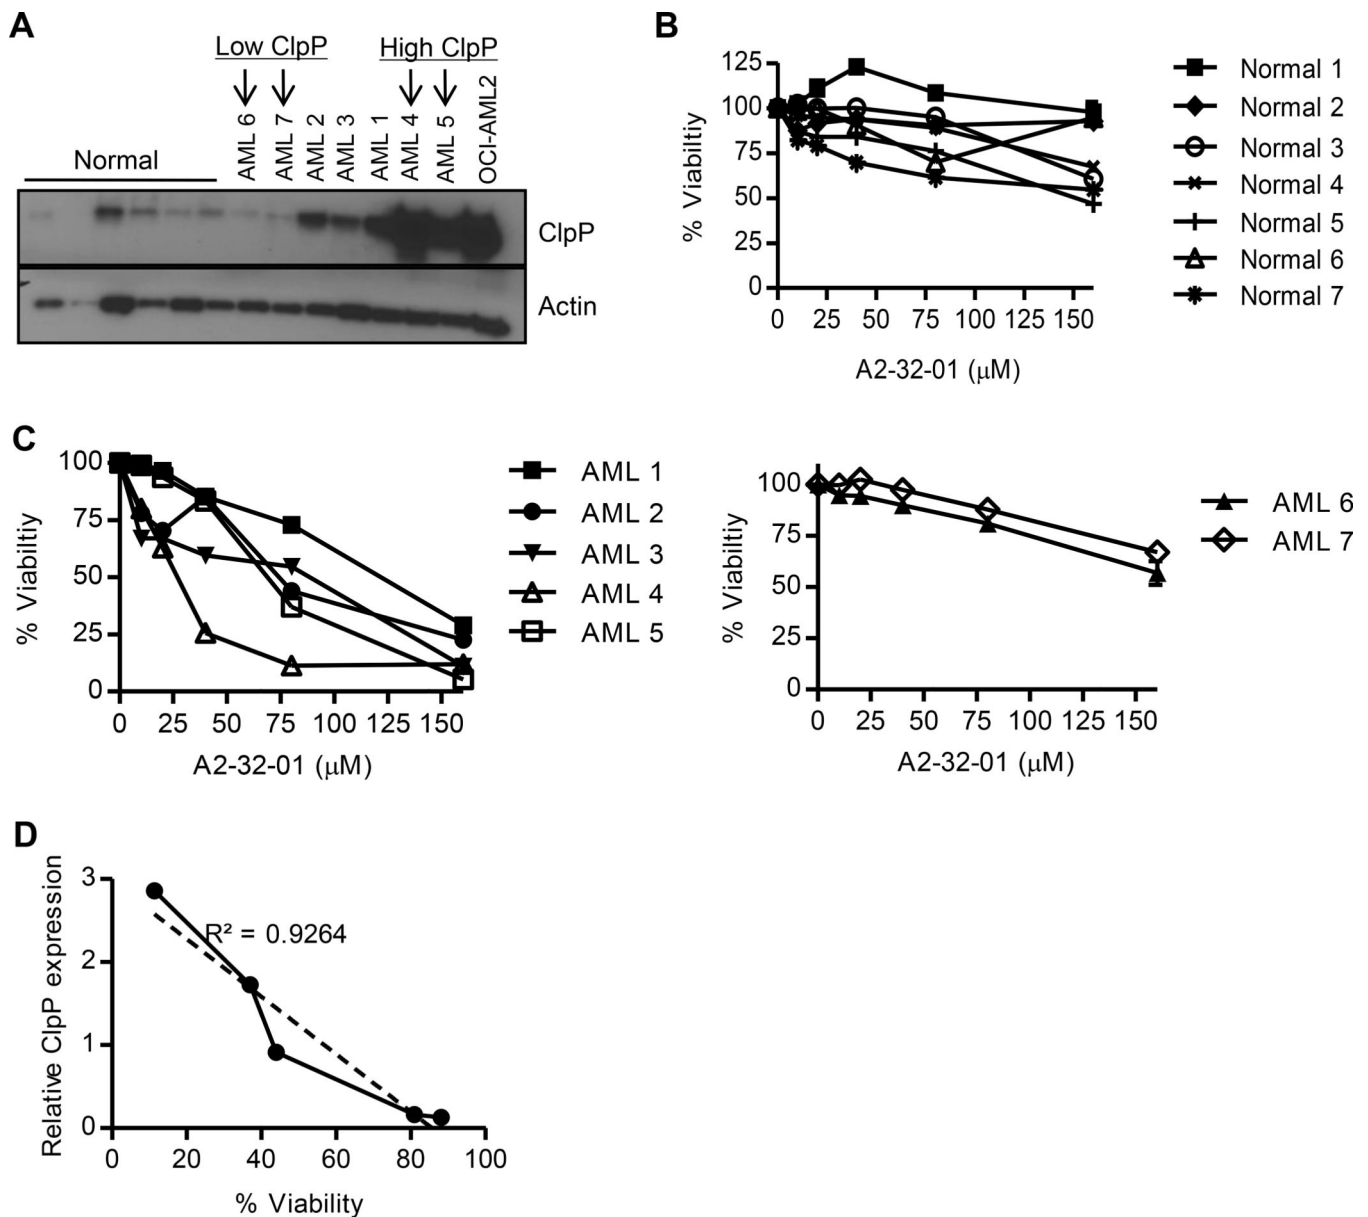 A
Low ClpP
High ClpP
Normal
AML 6
AML 7
AML 2
AML 3
AML 1
AML 4
AML 5
OCI-AML2
ClpP
Actin
B
% Viabiltiy
125
100
75
50
25
0
0 25 50 75 100 125 150
A2-32-01 (μM)
Normal 1
Normal 2
Normal 3
Normal 4
Normal 5
Normal 6
Normal 7
C
% Viabiltiy
100
75
50
25
0
0 25 50 75 100 125 150
A2-32-01 (μM)
AML 1
AML 2
AML 3
AML 4
AML 5
% Viabiltiy
100
75
50
25
0
0 25 50 75 100 125 150
A2-32-01 (μM)
AML 6
AML 7
D
Relative ClpP expression
3
2
1
0
R² = 0.9264
0 20 40 60 80 100
% Viability